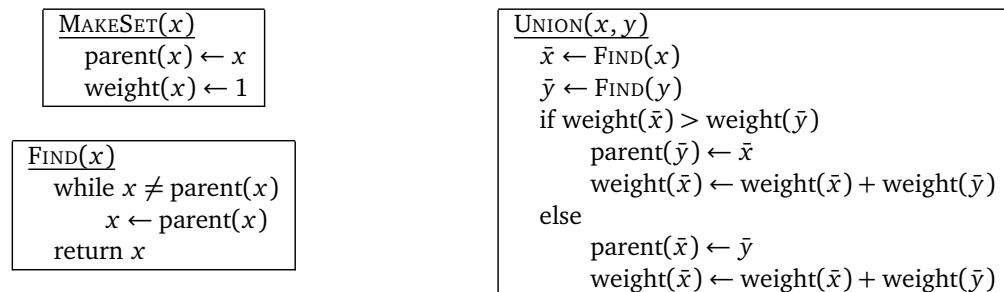 MAKESET(x)
parent(x) ← x
weight(x) ← 1
FIND(x)
while x ≠ parent(x)
x ← parent(x)
return x
UNION(x, y)
x̄ ← FIND(x)
ȳ ← FIND(y)
if weight(x̄) > weight(ȳ)
parent(ȳ) ← x̄
weight(x̄) ← weight(x̄) + weight(ȳ)
else
parent(x̄) ← ȳ
weight(x̄) ← weight(x̄) + weight(ȳ)